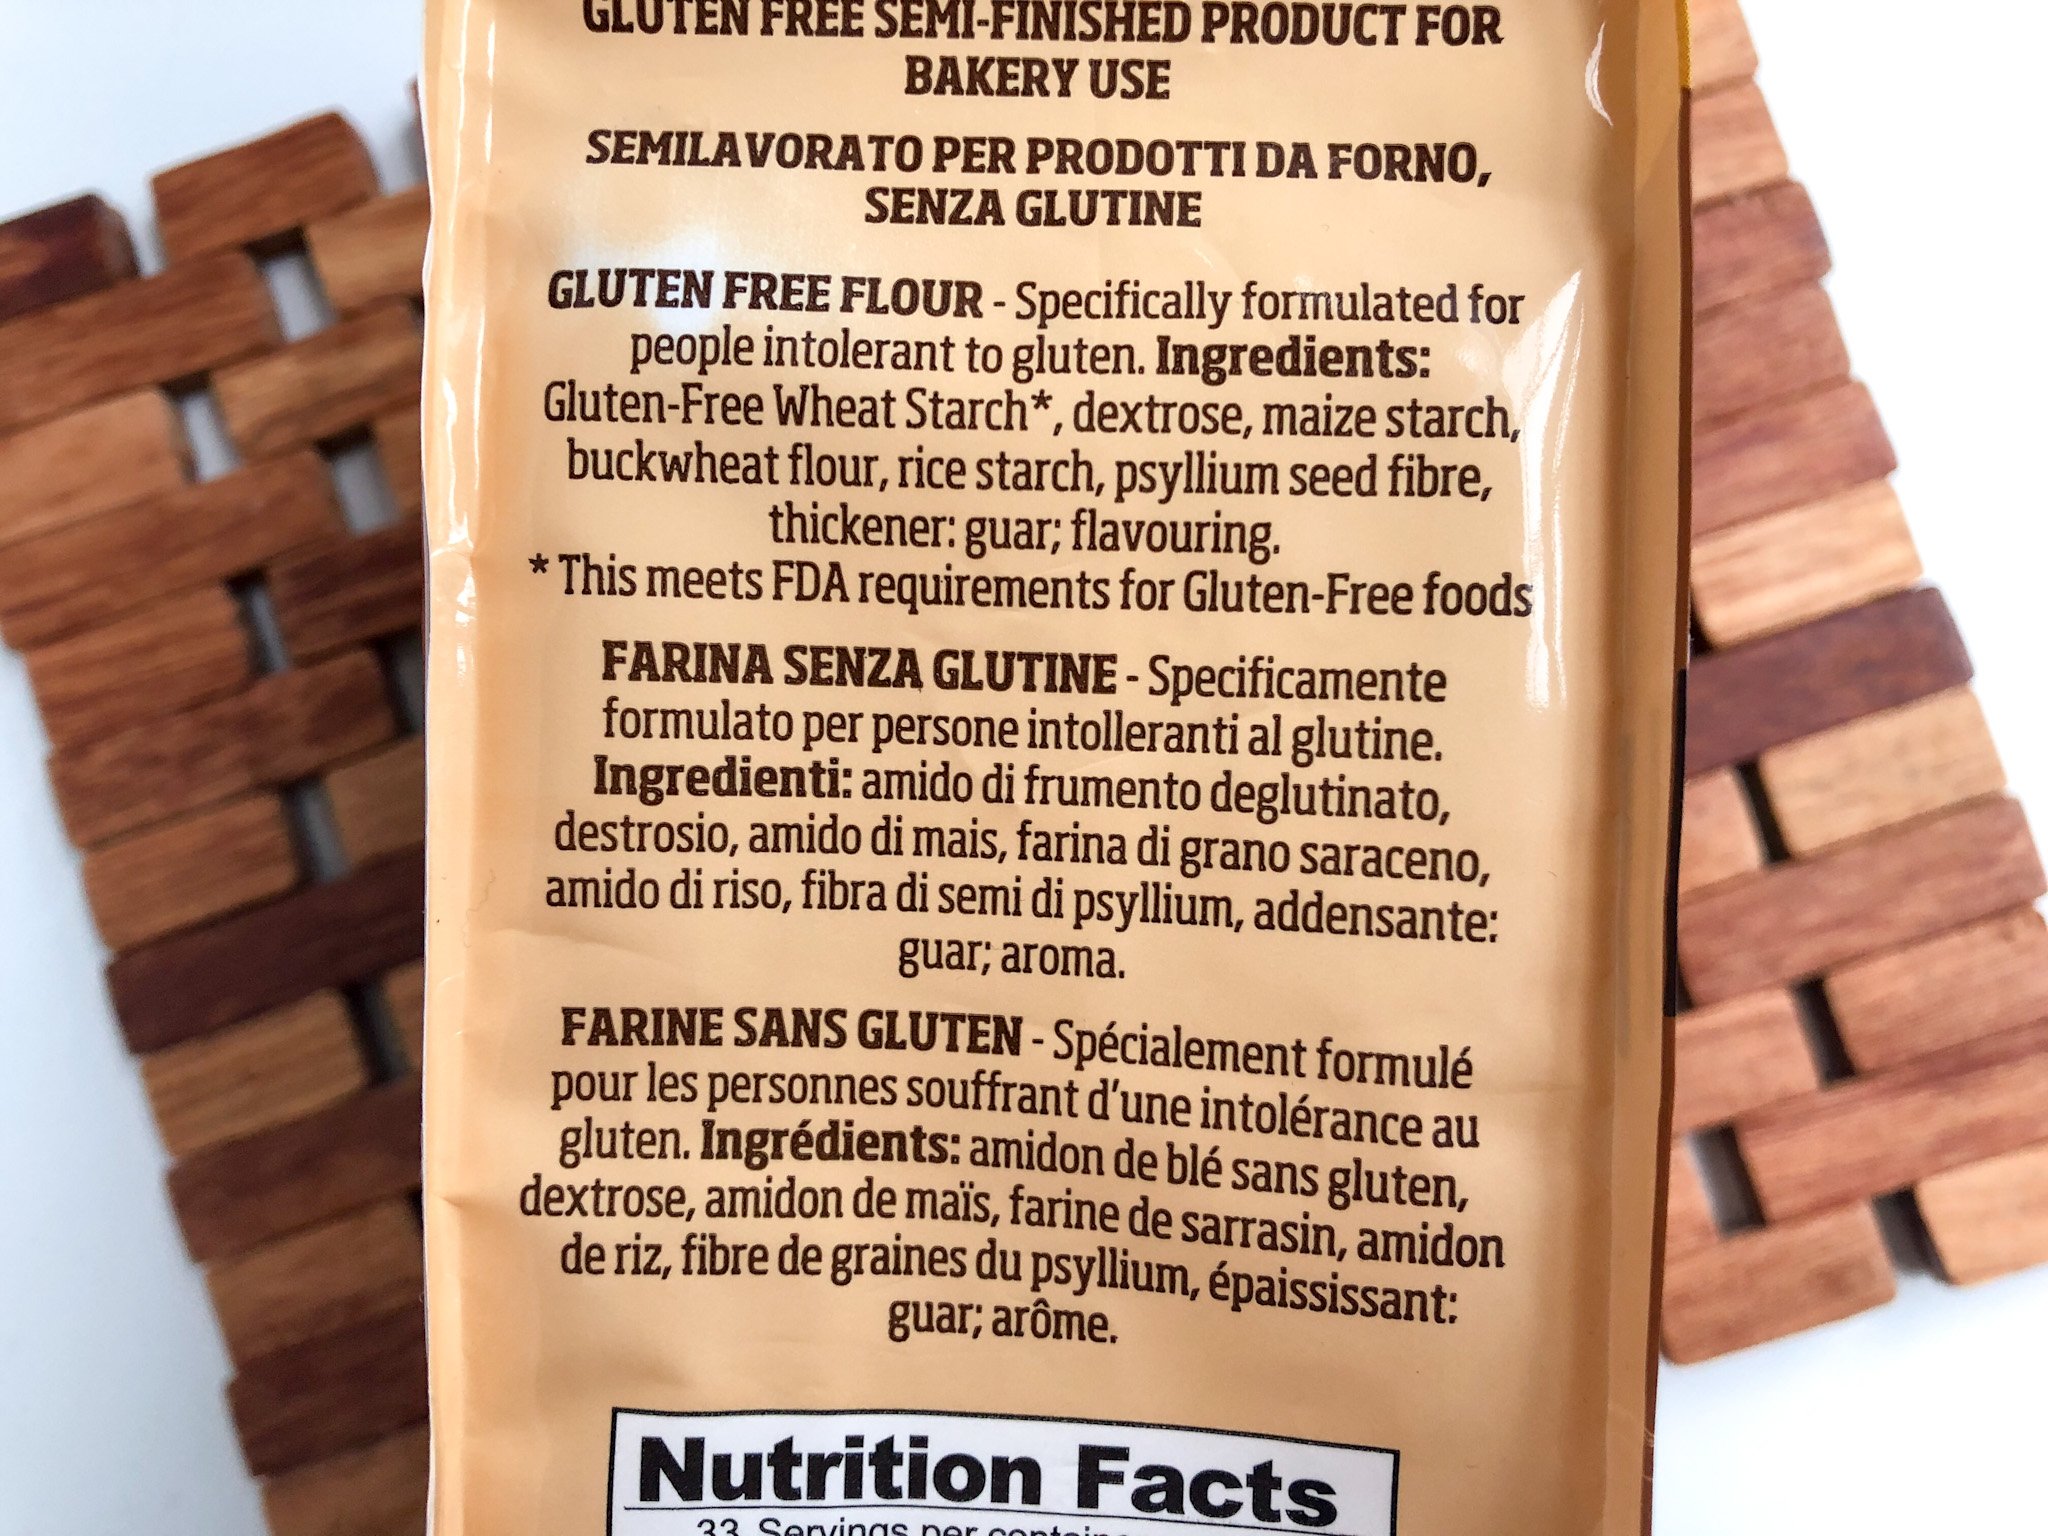 GLUTEN FREE SEMI-FINISHED PRODUCT FOR
BAKERY USE
SEMILAVORATO PER PRODOTTI DA FORNO,
SENZA GLUTINE
GLUTEN FREE FLOUR - Specifically formulated for
people intolerant to gluten. Ingredients:
Gluten-Free Wheat Starch*, dextrose, maize starch,
buckwheat flour, rice starch, psyllium seed fibre,
thickener: guar; flavouring.
* This meets FDA requirements for Gluten-Free foods
FARINA SENZA GLUTINE - Specificamente
formulato per persone intolleranti al glutine.
Ingredienti: amido di frumento deglutinato,
destrosio, amido di mais, farina di grano saraceno,
amido di riso, fibra di semi di psyllium, addensante:
guar; aroma.
FARINE SANS GLUTEN - Spécialement formulé
pour les personnes souffrant d'une intolérance au
gluten. Ingrédients: amidon de blé sans gluten,
dextrose, amidon de maïs, farine de sarrasin, amidon
de riz, fibre de graines du psyllium, épaississant:
guar; arôme.
Nutrition Facts
33 Servings per